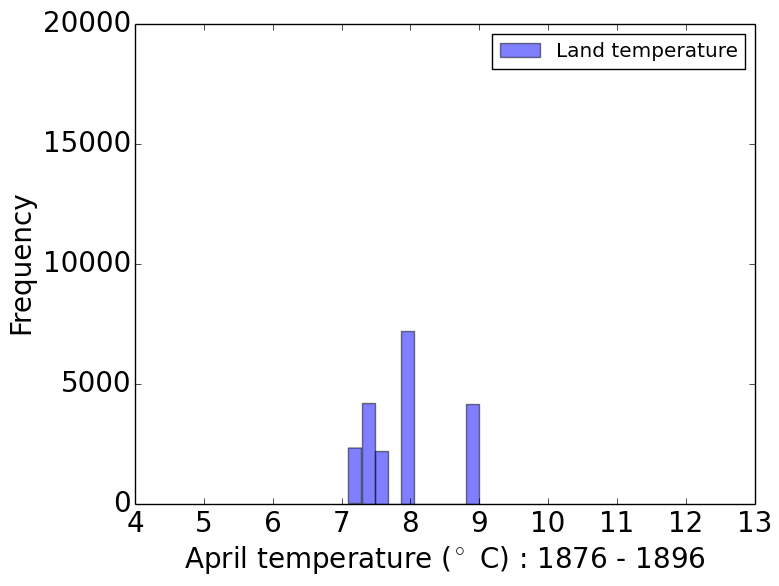 20000
Land temperature
15000
Frequency
10000
5000
0
4 5 6 7 8 9 10 11 12 13
April temperature (° C) : 1876 - 1896